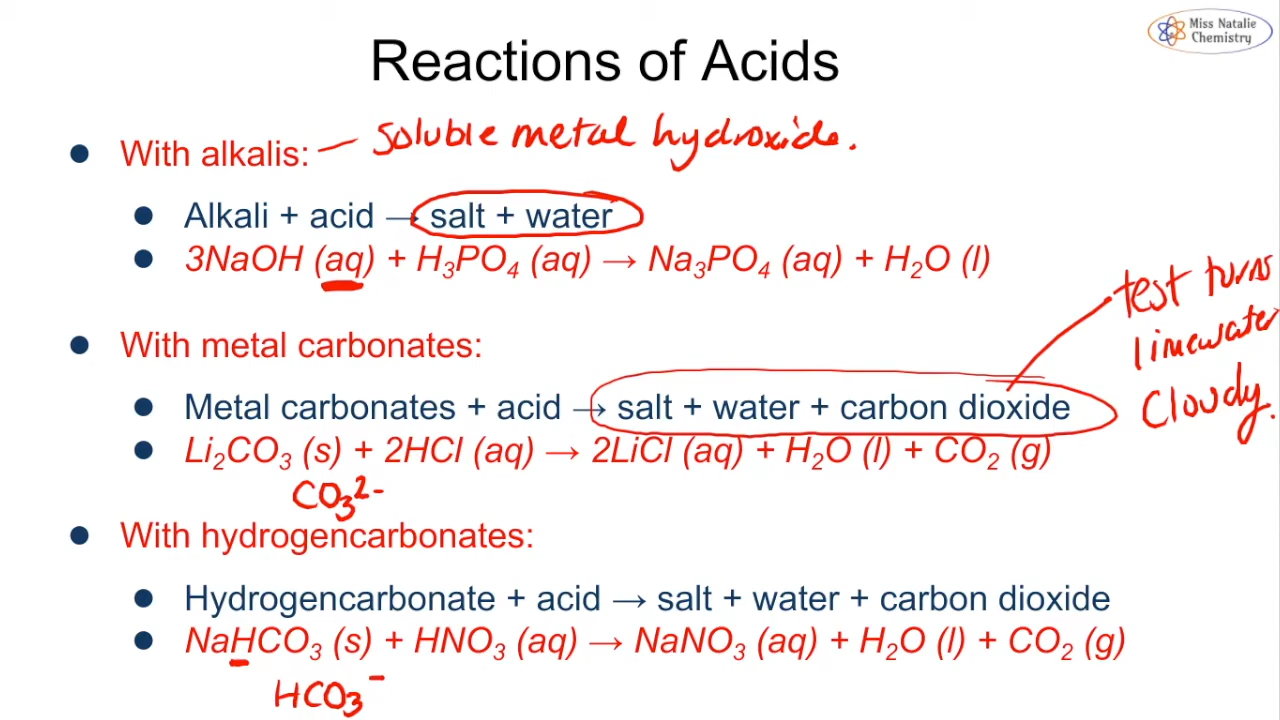 Miss Natalie
Chemistry
Reactions of Acids
● With alkalis: – soluble metal hydroxide.
● Alkali + acid → salt + water
● 3NaOH (aq) + H₃PO₄ (aq) → Na₃PO₄ (aq) + H₂O (l)
● With metal carbonates:
● Metal carbonates + acid → salt + water + carbon dioxide
test turns
limewater
cloudy.
● Li₂CO₃ (s) + 2HCl (aq) → 2LiCl (aq) + H₂O (l) + CO₂ (g)
CO₃²⁻
● With hydrogencarbonates:
● Hydrogencarbonate + acid → salt + water + carbon dioxide
● NaHCO₃ (s) + HNO₃ (aq) → NaNO₃ (aq) + H₂O (l) + CO₂ (g)
HCO₃⁻